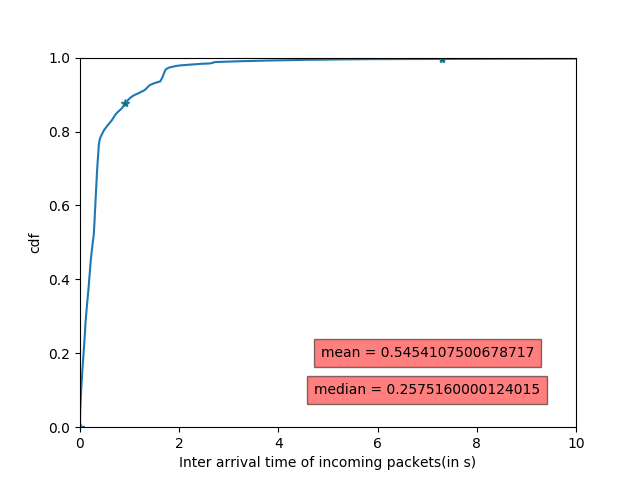 1.0
0.8
0.6
0.4
0.2
0.0
cdf
mean = 0.5454107500678717
median = 0.2575160000124015
0 2 4 6 8 10
Inter arrival time of incoming packets(in s)